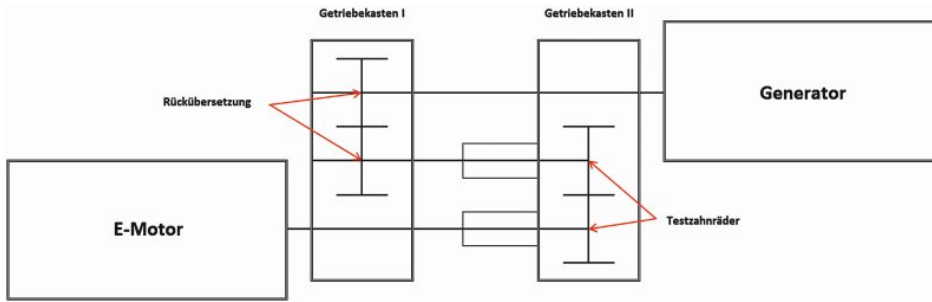 Getriebekasten I
Getriebekasten II
Rückübersetzung
Generator
E-Motor
Testzahnräder